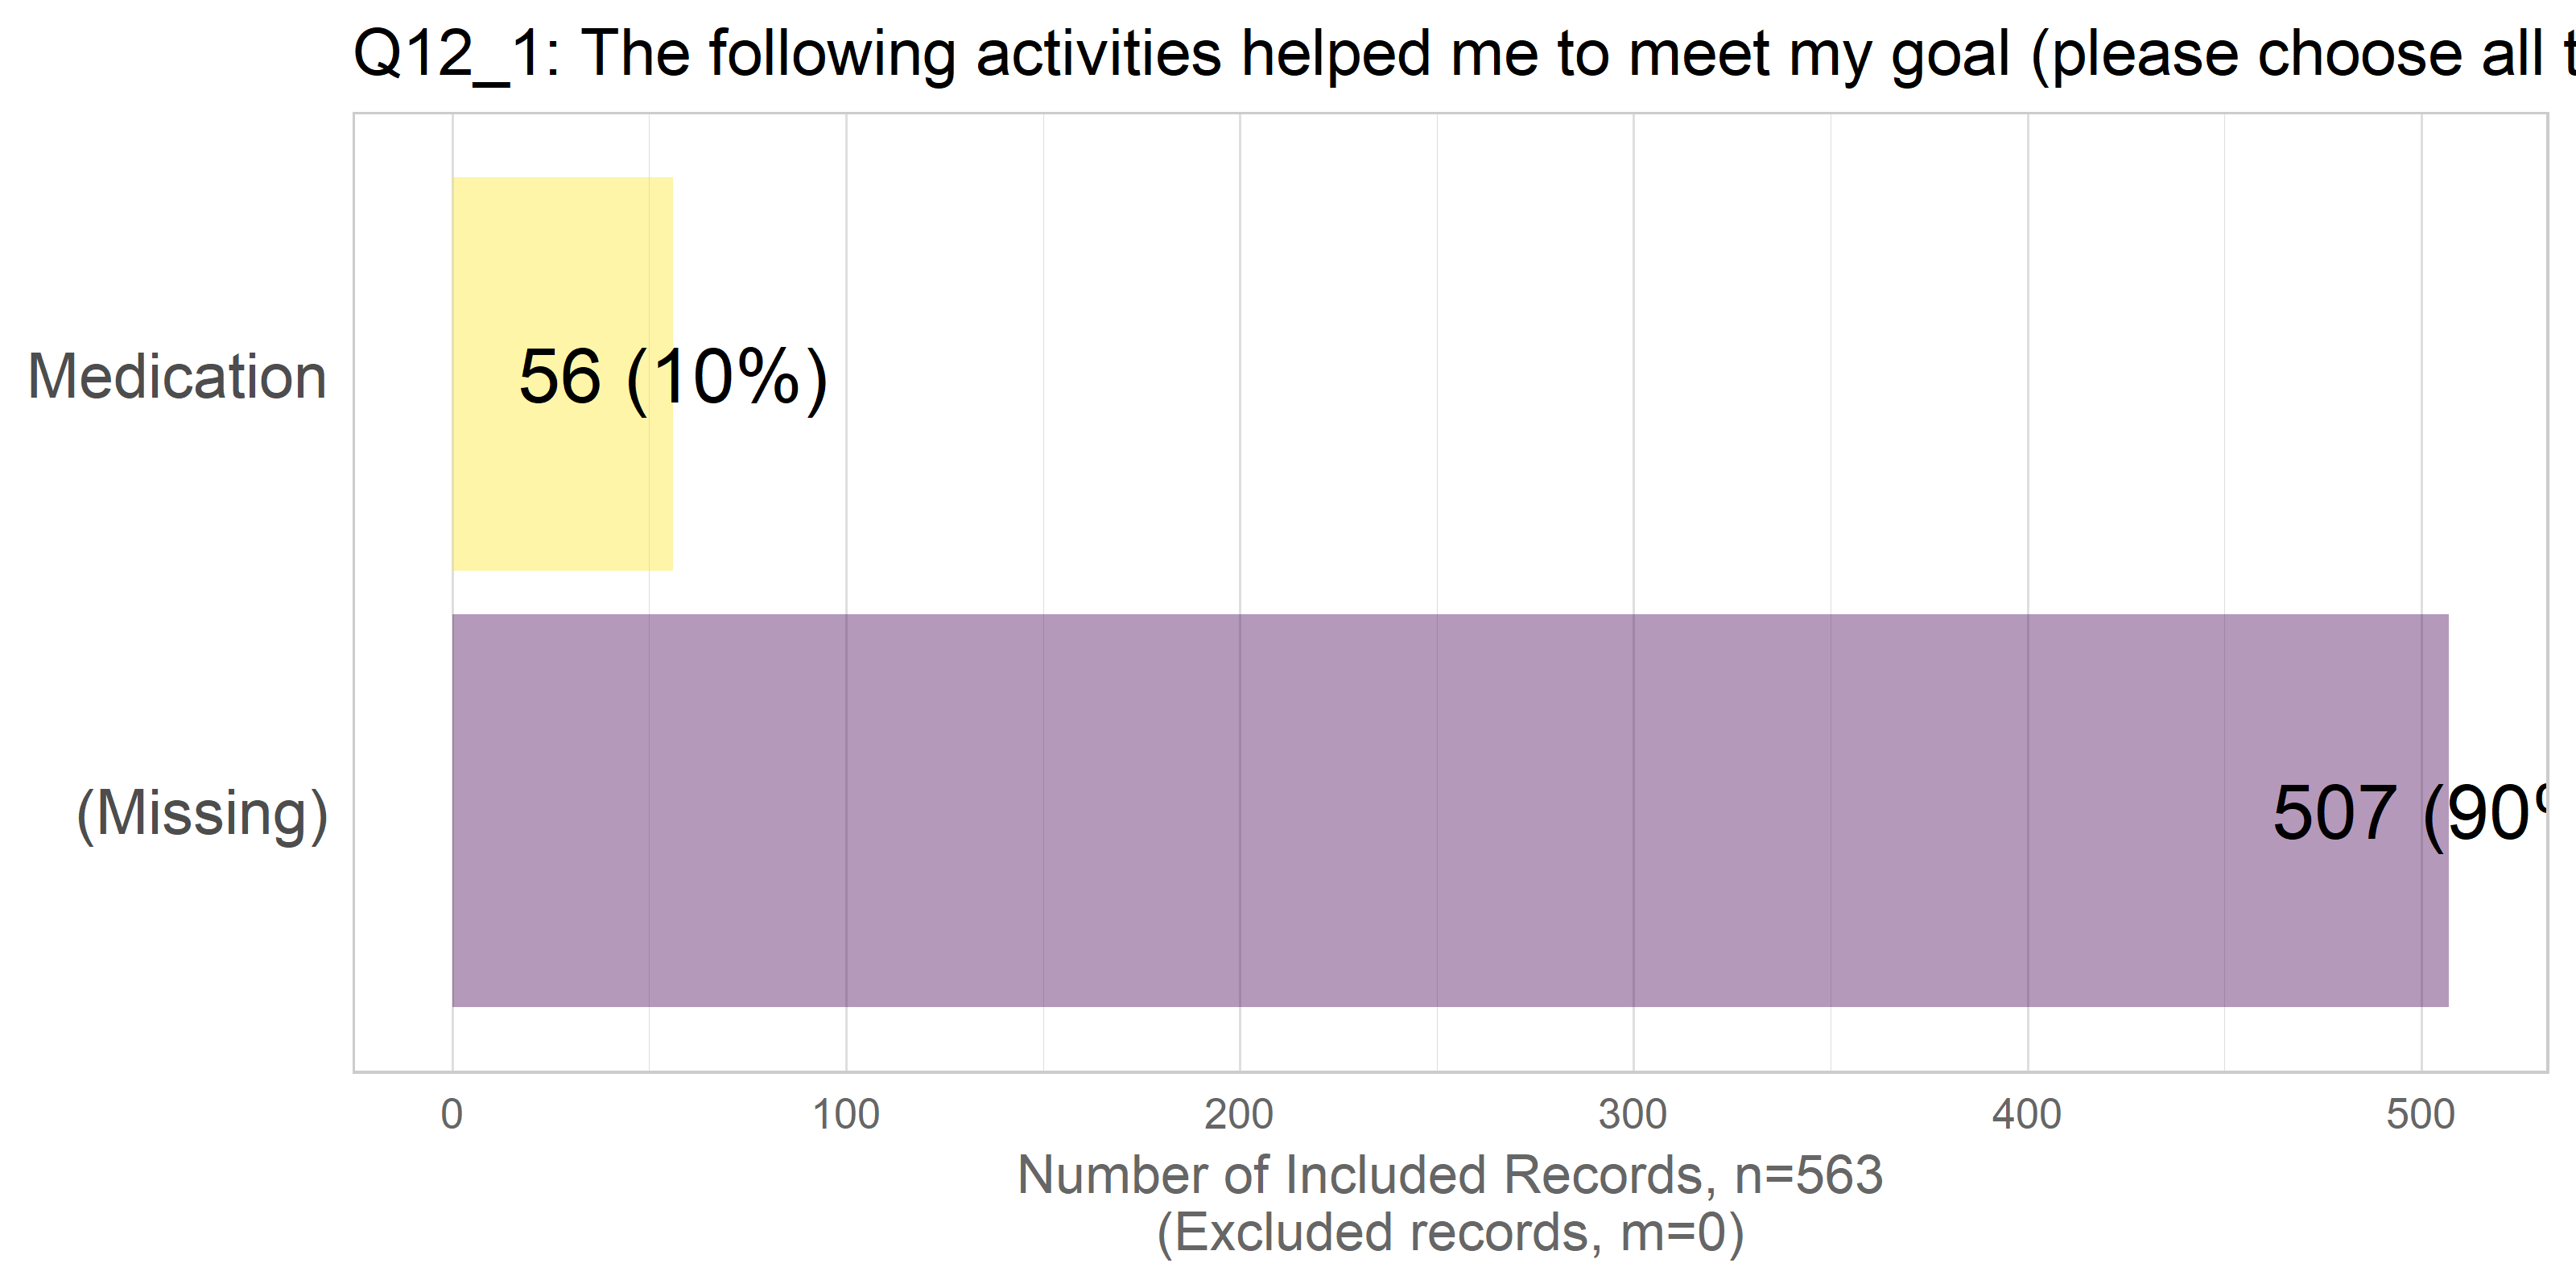 Q12_1: The following activities helped me to meet my goal (please choose all t
Medication
56 (10%)
(Missing)
507 (90%
0 100 200 300 400 500
Number of Included Records, n=563
(Excluded records, m=0)